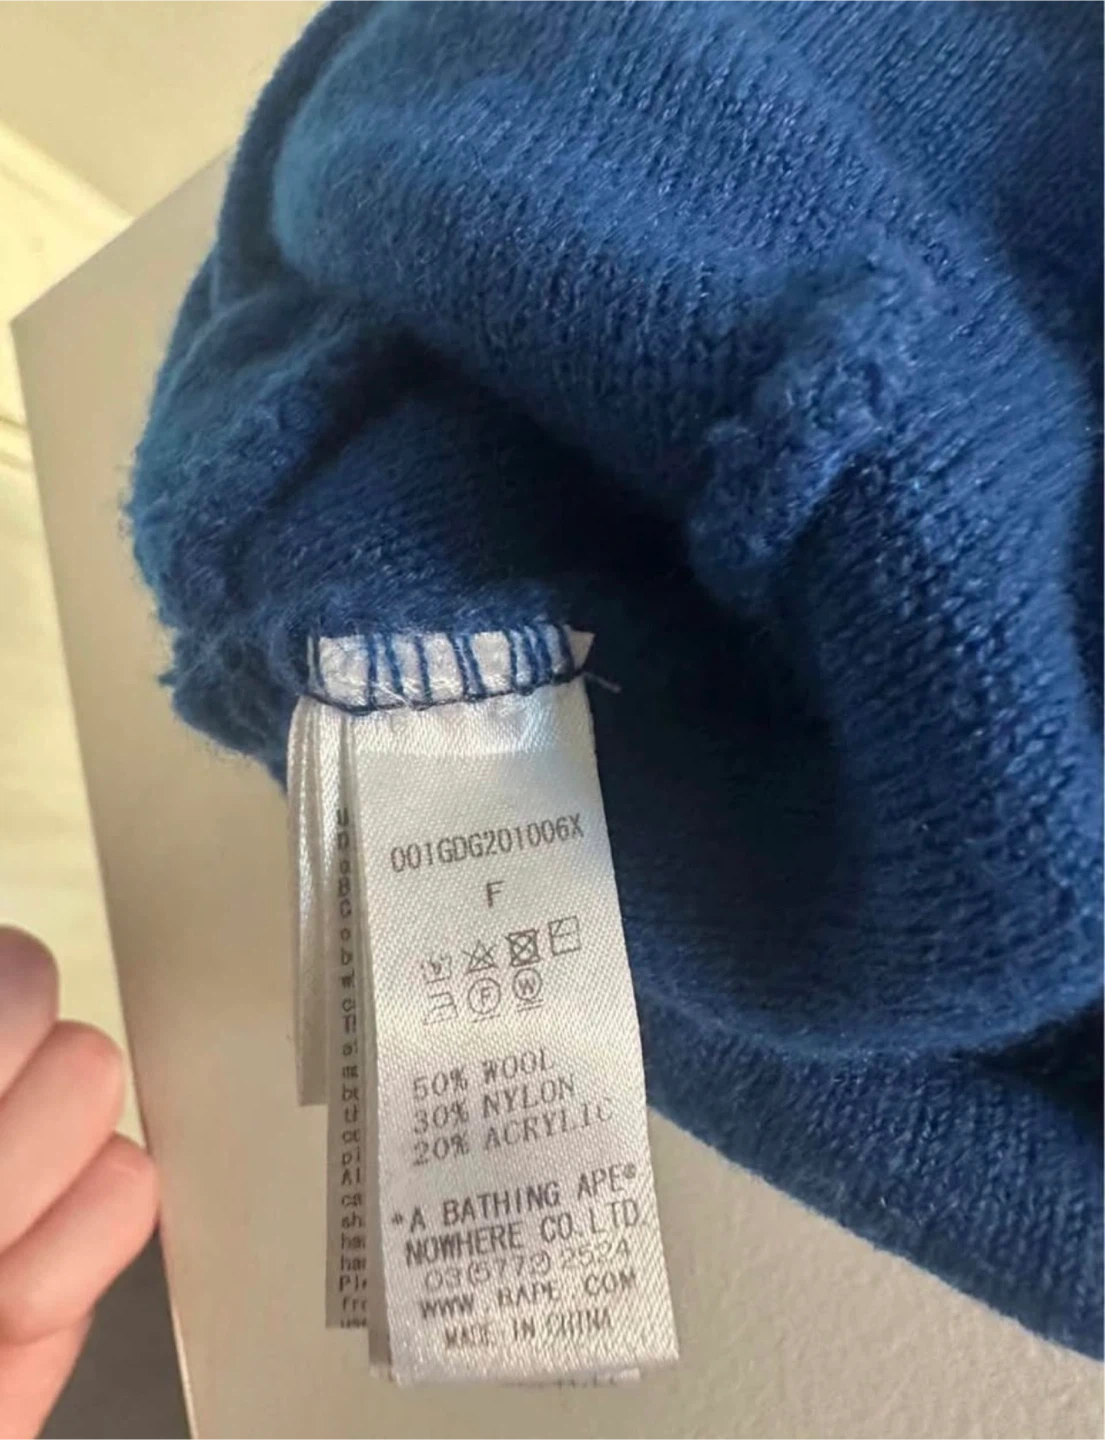 001GDG201006X
F
F W
50% WOOL
30% NYLON
20% ACRYLIC
*A BATHING APE®
NOWHERE CO.LTD.
03(5772)2524
WWW.BAPE.COM
MADE IN CHINA